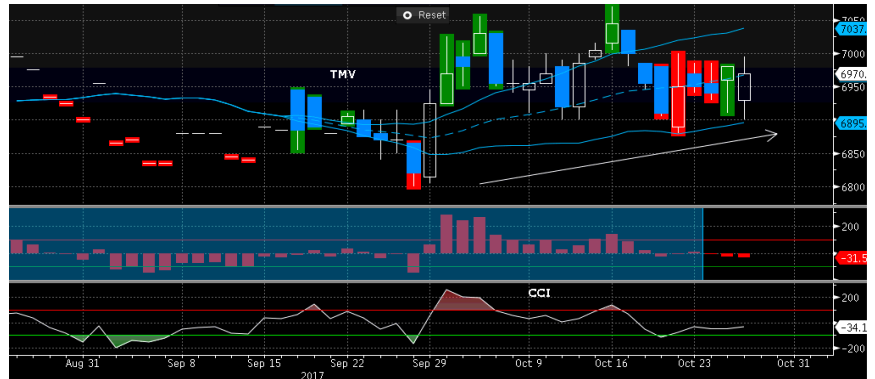 Reset
7050
7037.
7000
TMV
6970.
6950
6895.
6850
6800
200
-31.5
CCI
200
-34.1
-200
Aug 31
Sep 8
Sep 15
Sep 22
Sep 29
Oct 9
Oct 16
Oct 23
Oct 31
2017